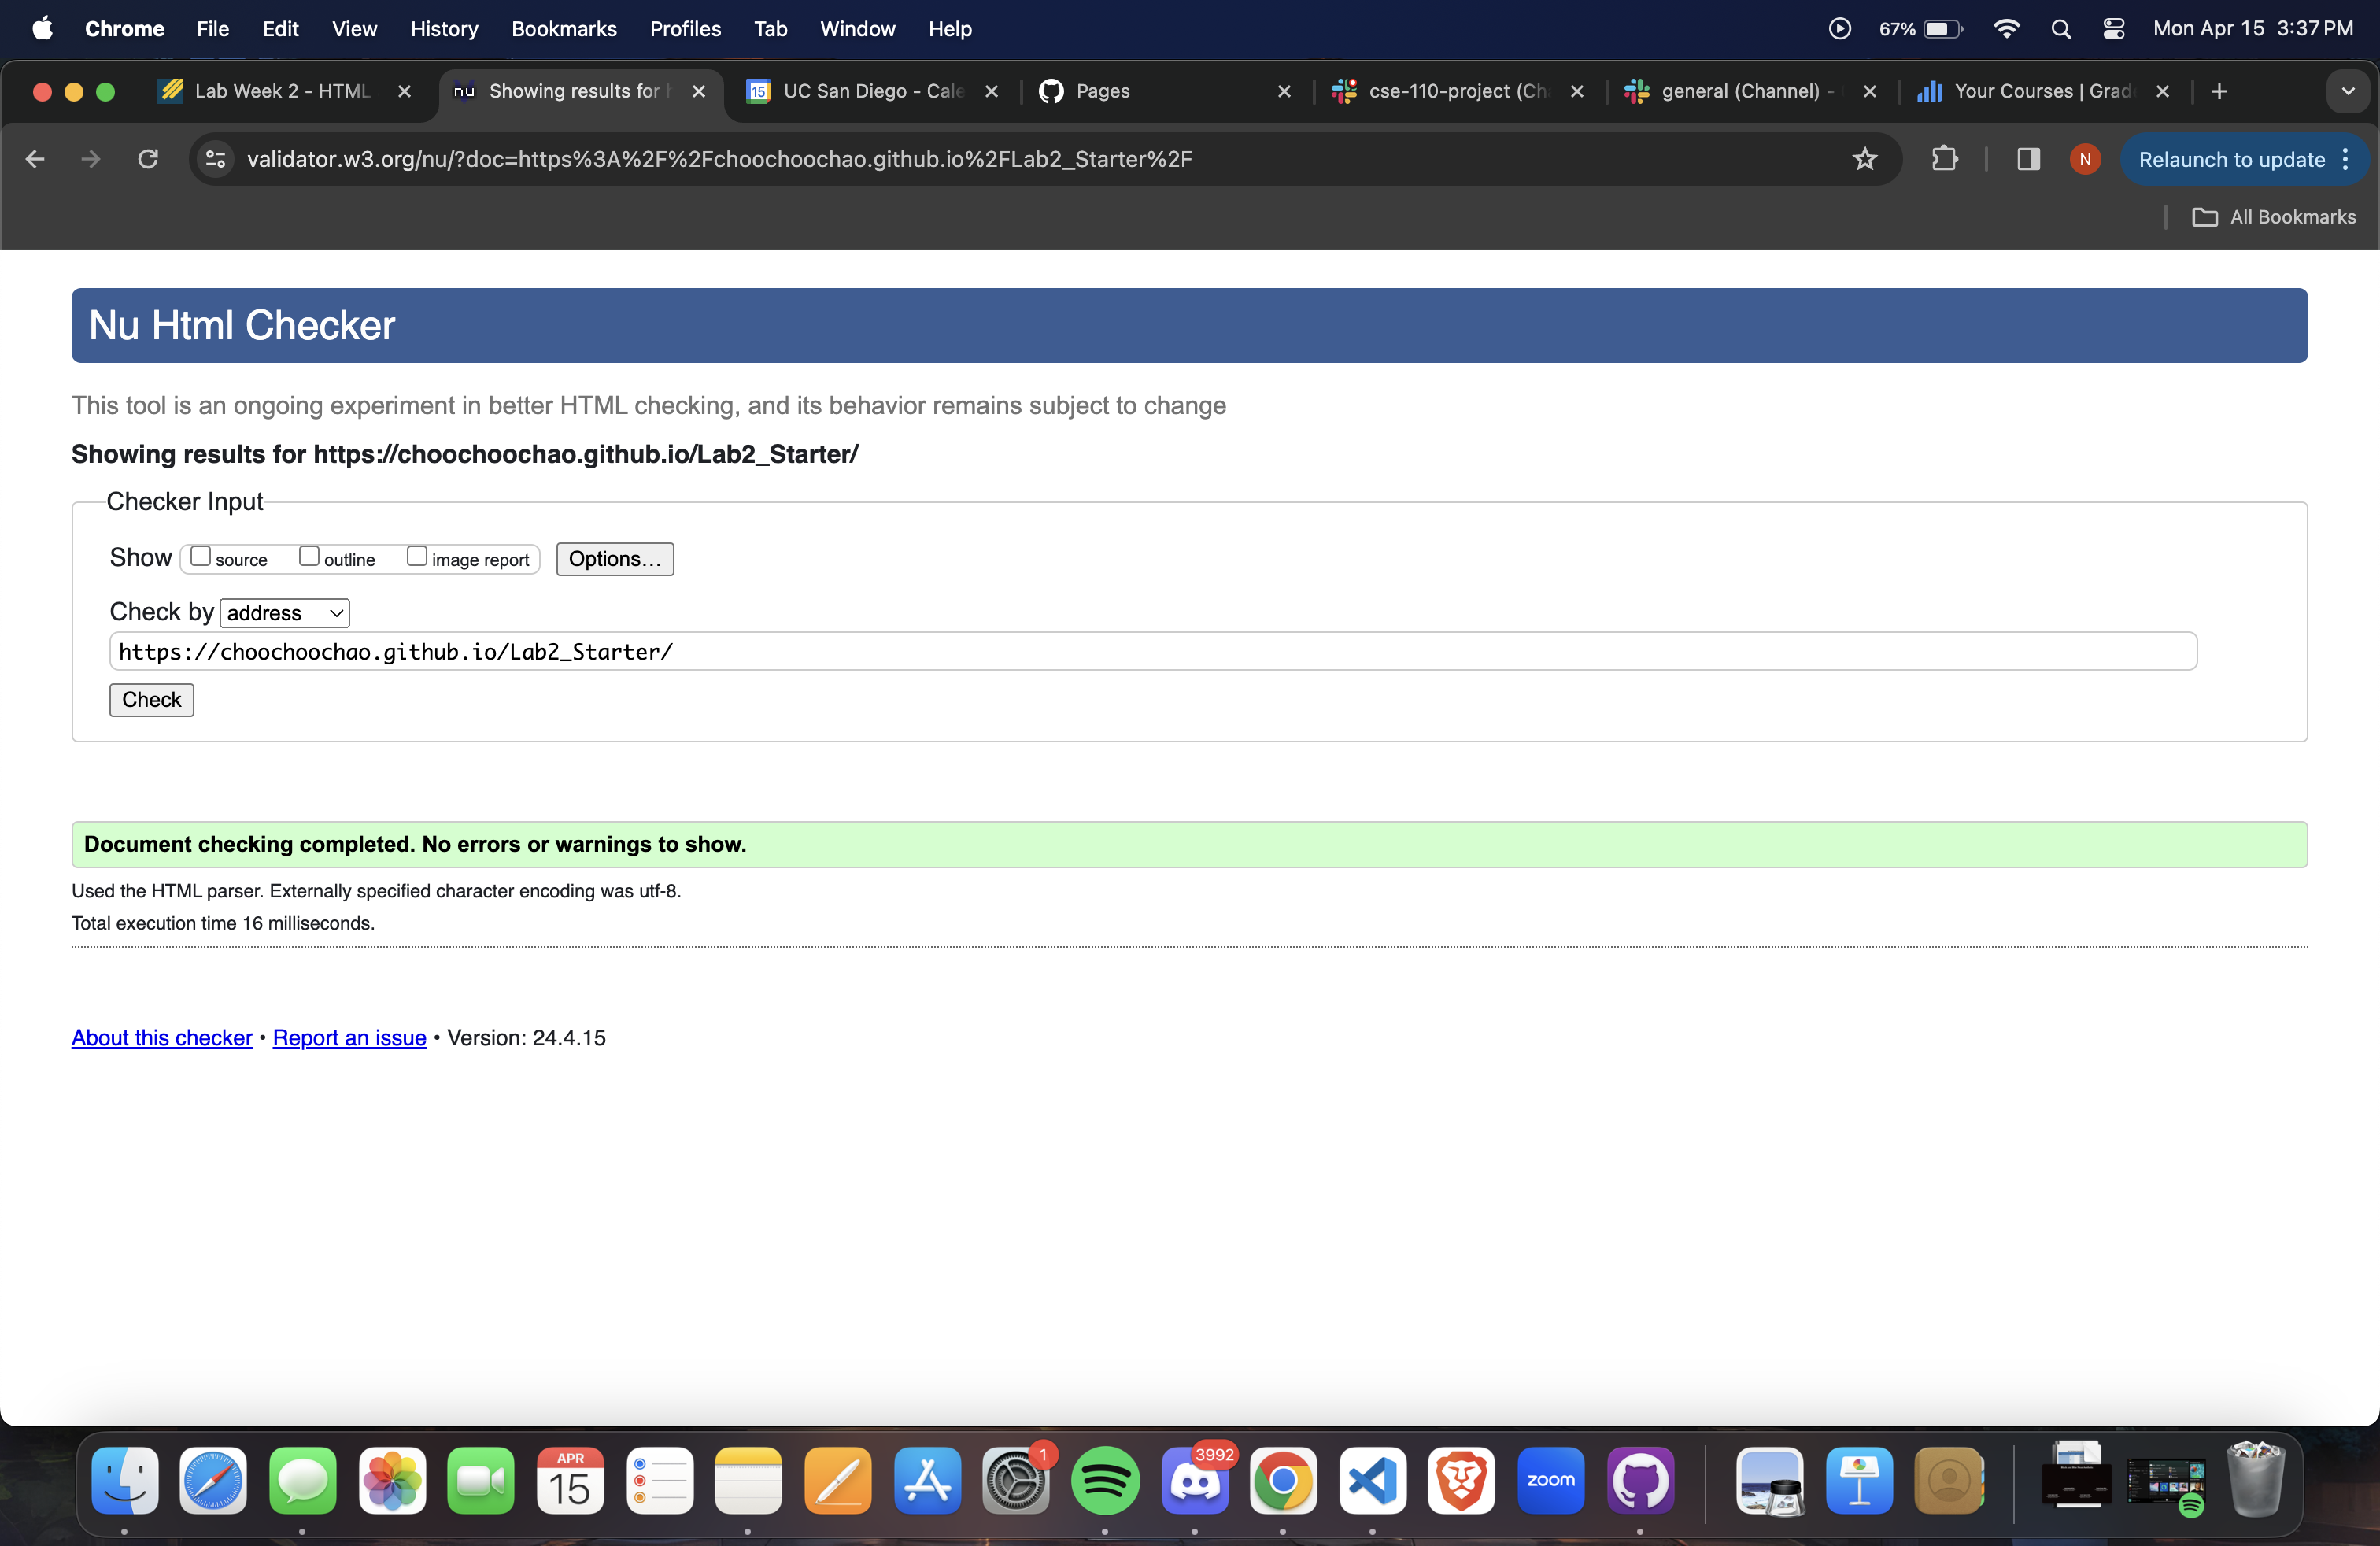 Chrome File Edit View History Bookmarks Profiles Tab Window Help 67% Mon Apr 15 3:37 PM
Lab Week 2 - HTML nu Showing results for 15 UC San Diego - Cale Pages cse-110-project (Ch general (Channel) - Your Courses | Grad
validator.w3.org/nu/?doc=https%3A%2F%2Fchoochoochao.github.io%2FLab2_Starter%2F N Relaunch to update
All Bookmarks
Nu Html Checker
This tool is an ongoing experiment in better HTML checking, and its behavior remains subject to change
Showing results for https://choochoochao.github.io/Lab2_Starter/
Checker Input
Show source outline image report Options...
Check by address
https://choochoochao.github.io/Lab2_Starter/
Check
Document checking completed. No errors or warnings to show.
Used the HTML parser. Externally specified character encoding was utf-8.
Total execution time 16 milliseconds.
About this checker • Report an issue • Version: 24.4.15
APR
15
1
3992
zoom